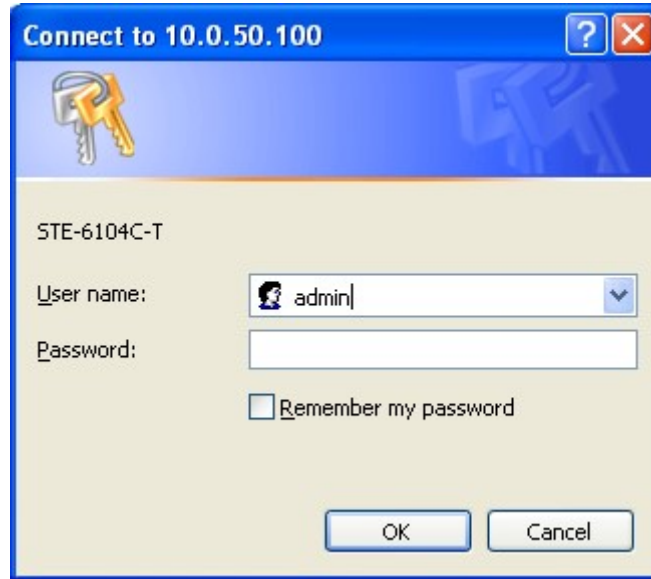 Connect to 10.0.50.100
?
STE-6104C-T
User name:
admin
Password:
Remember my password
OK
Cancel